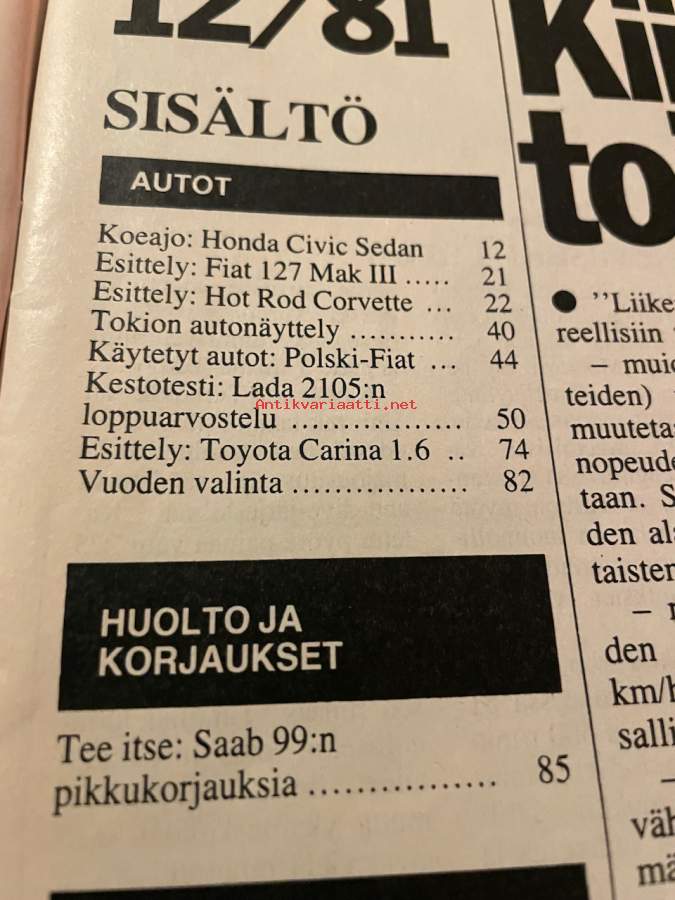 12/81
SISÄLTÖ
AUTOT
Koeajo: Honda Civic Sedan 12
Esittely: Fiat 127 Mak III ..... 21
Esittely: Hot Rod Corvette ... 22
Tokion autonäyttely ........... 40
Käytetyt autot: Polski-Fiat ... 44
Kestotesti: Lada 2105:n
loppuarvostelu ................. 50
Esittely: Toyota Carina 1.6 .. 74
Vuoden valinta ................. 82
Antikvariaatti.net
HUOLTO JA
KORJAUKSET
Tee itse: Saab 99:n
pikkukorjauksia ................ 85
to
● ”Liike
reellisiin
– muic
teiden)
muuteta
nopeude
taan. S
den al
taister
–
den
km/h
salli
–
väh
mä